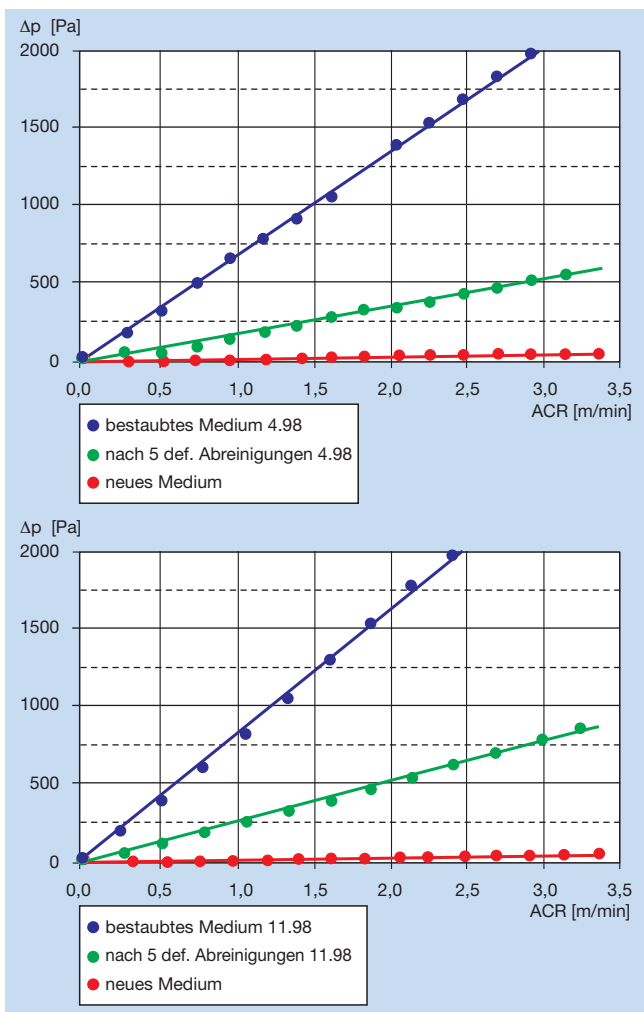 Δp [Pa]
2000
1500
1000
500
0
0,0 0,5 1,0 1,5 2,0 2,5 3,0 3,5
ACR [m/min]
bestaubtes Medium 4.98
nach 5 def. Abreinigungen 4.98
neues Medium
Δp [Pa]
2000
1500
1000
500
0
0,0 0,5 1,0 1,5 2,0 2,5 3,0 3,5
ACR [m/min]
bestaubtes Medium 11.98
nach 5 def. Abreinigungen 11.98
neues Medium